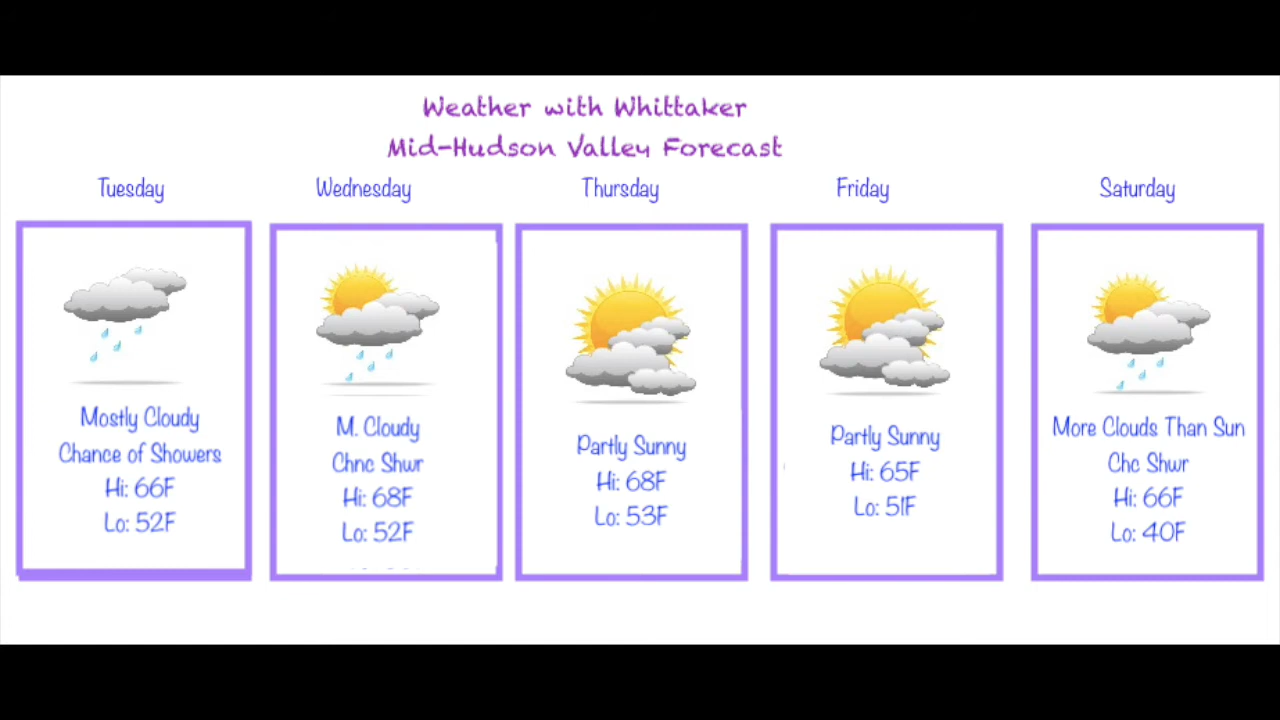 Weather with Whittaker
Mid-Hudson Valley Forecast
Tuesday
Wednesday
Thursday
Friday
Saturday
Mostly Cloudy
Chance of Showers
Hi: 66F
Lo: 52F
M. Cloudy
Chnc Shwr
Hi: 68F
Lo: 52F
Partly Sunny
Hi: 68F
Lo: 53F
Partly Sunny
Hi: 65F
Lo: 51F
More Clouds Than Sun
Chc Shwr
Hi: 66F
Lo: 40F